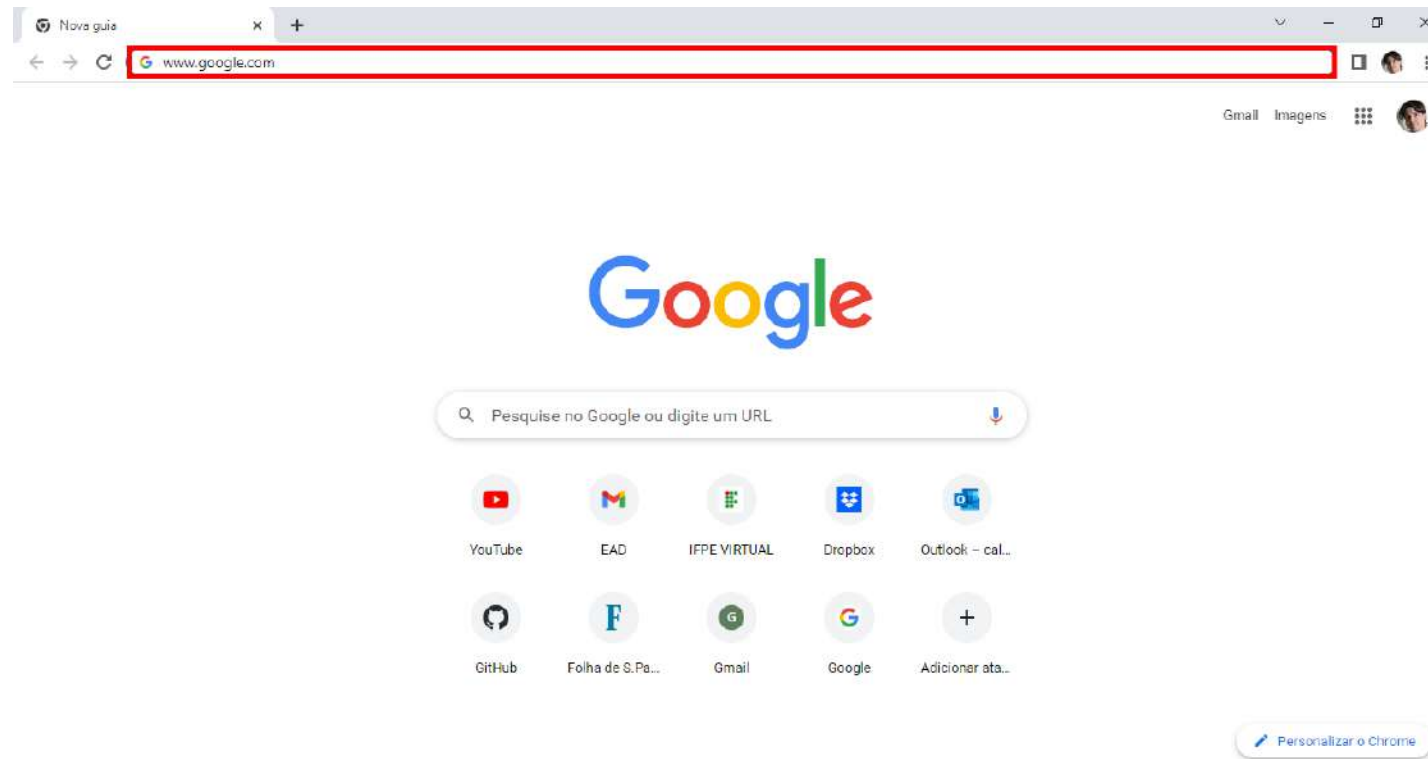 Nova guia
www.google.com
Gmail Imagens
Google
Pesquise no Google ou digite um URL
YouTube EAD IFPE VIRTUAL Dropbox Outlook – cal...
GitHub Folha de S.Pa... Gmail Google Adicionar ata...
Personalizar o Chrome